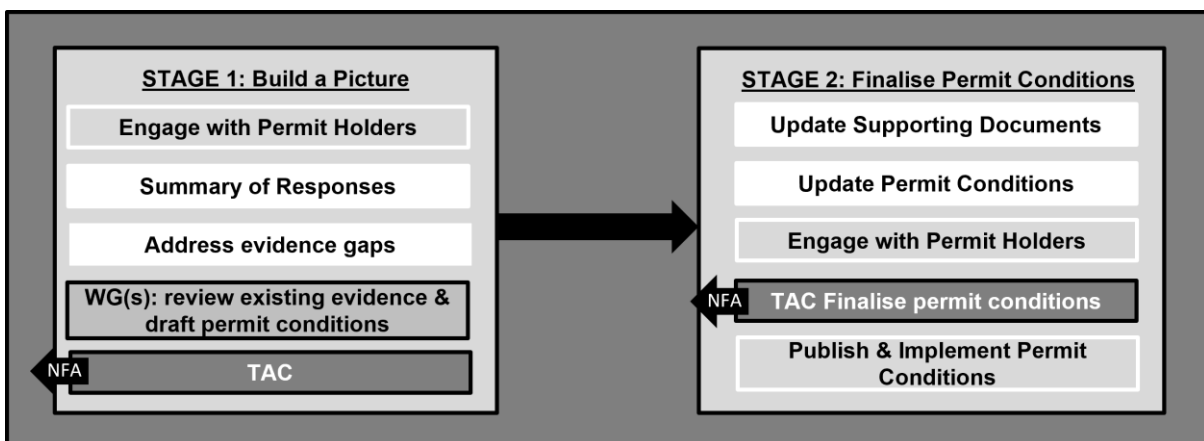 STAGE 1: Build a Picture
Engage with Permit Holders
Summary of Responses
Address evidence gaps
WG(s): review existing evidence &
draft permit conditions
NFA
TAC
STAGE 2: Finalise Permit Conditions
Update Supporting Documents
Update Permit Conditions
Engage with Permit Holders
NFA
TAC Finalise permit conditions
Publish & Implement Permit
Conditions